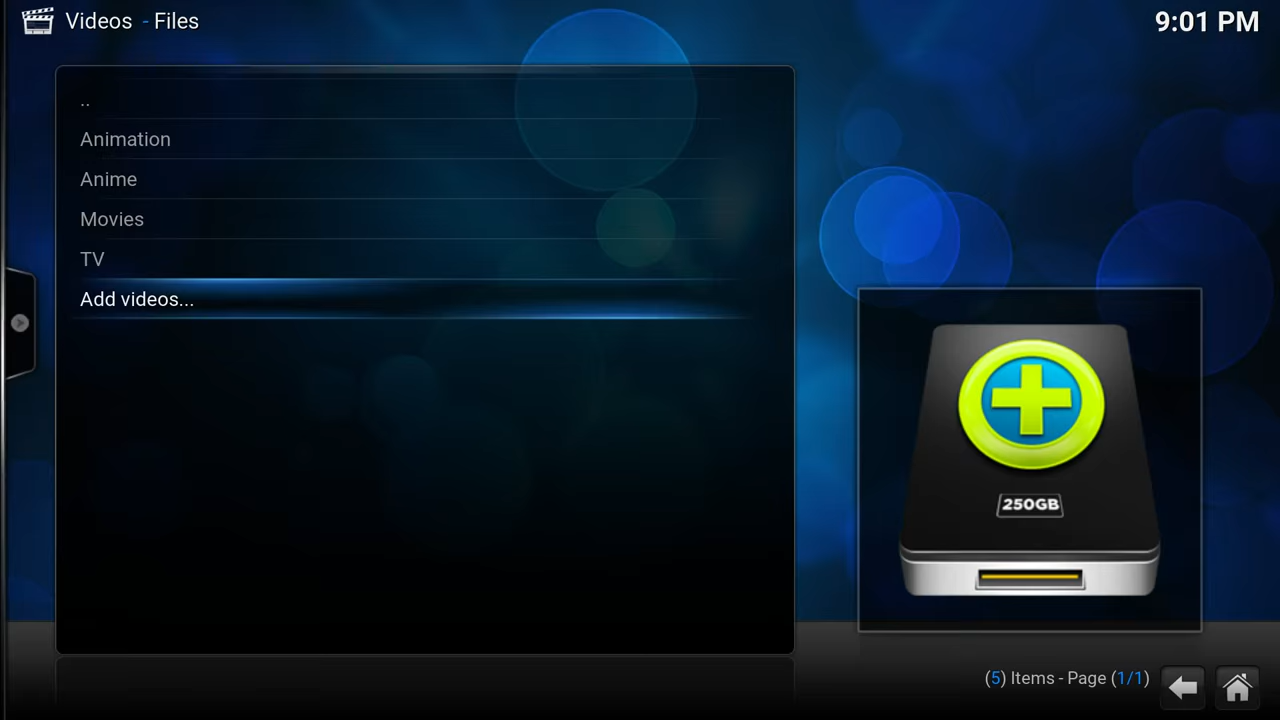 Videos - Files
9:01 PM
..
Animation
Anime
Movies
TV
Add videos...
250GB
(5) Items - Page (1/1)